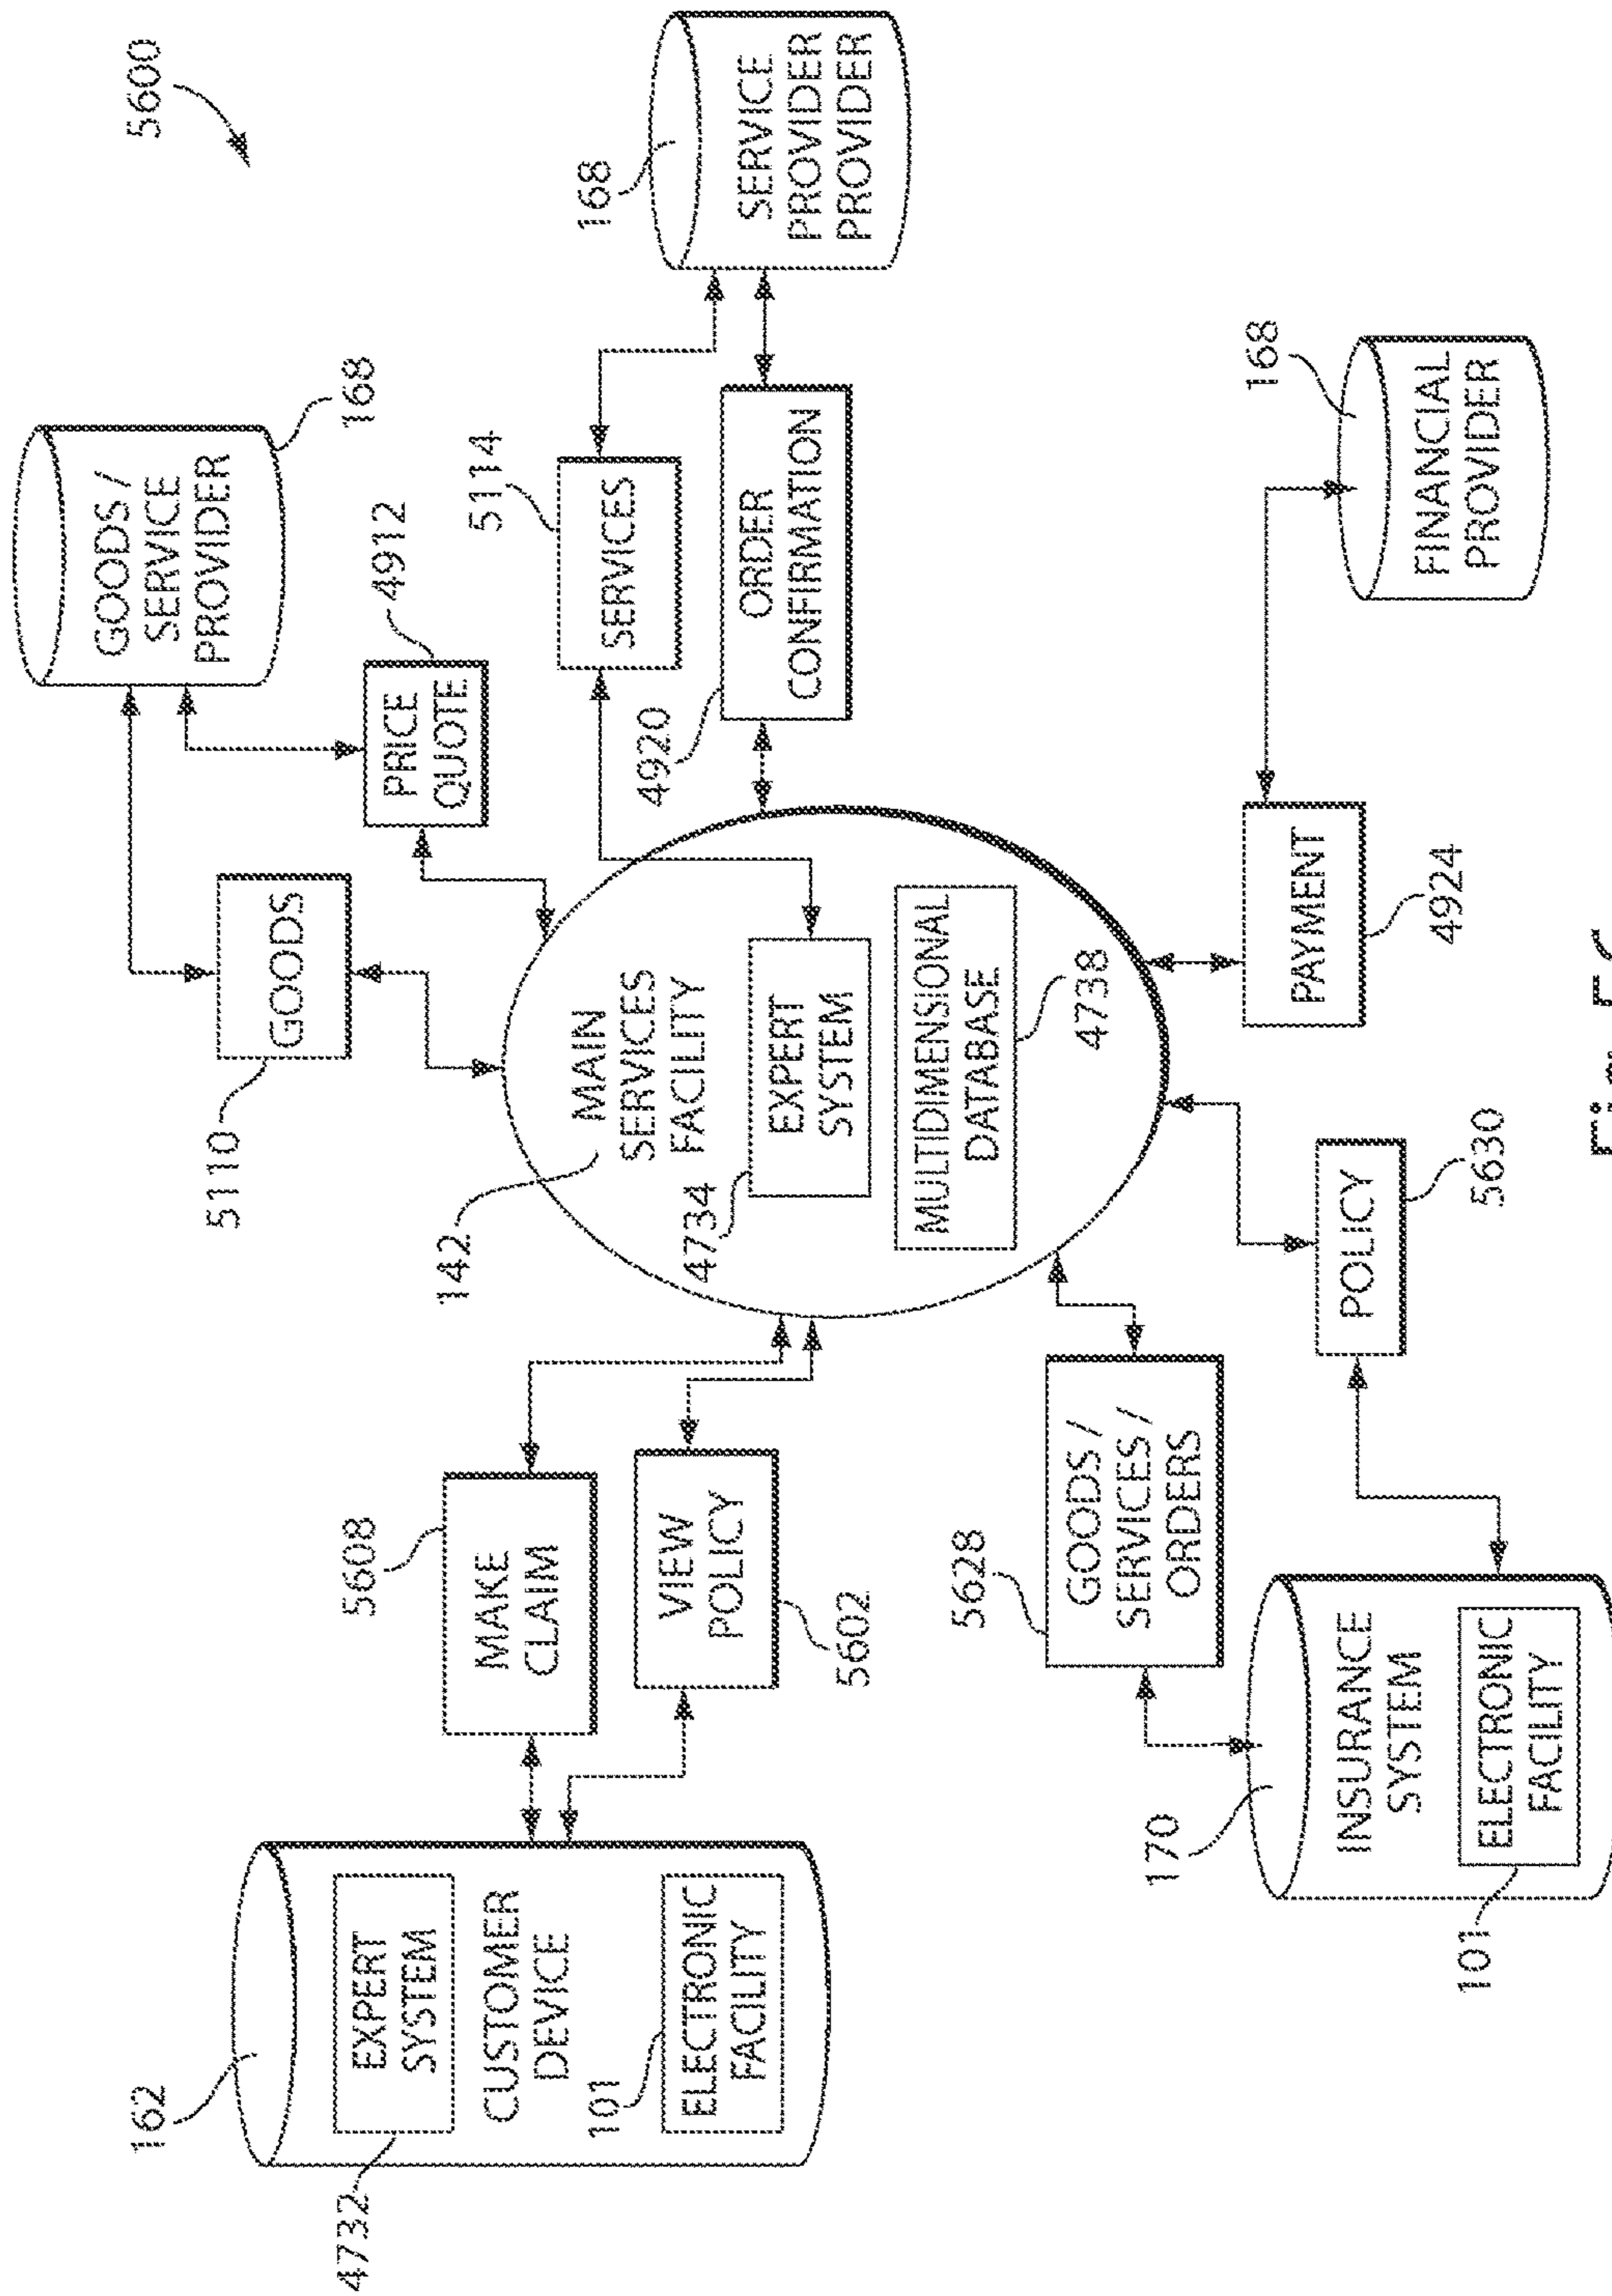 5600
162
4732
EXPERT
SYSTEM
CUSTOMER
DEVICE
101
ELECTRONIC
FACILITY
5608
MAKE
CLAIM
VIEW
POLICY
5602
5110
GOODS
GOODS /
SERVICE
PROVIDER
168
PRICE
QUOTE
4912
142
MAIN
SERVICES
FACILITY
4734
EXPERT
SYSTEM
MULTIDIMENSIONAL
DATABASE
4738
5114
SERVICES
4920
ORDER
CONFIRMATION
168
SERVICE
PROVIDER
PROVIDER
5628
GOODS /
SERVICES /
ORDERS
170
INSURANCE
SYSTEM
101
ELECTRONIC
FACILITY
POLICY
5630
PAYMENT
4924
168
FINANCIAL
PROVIDER